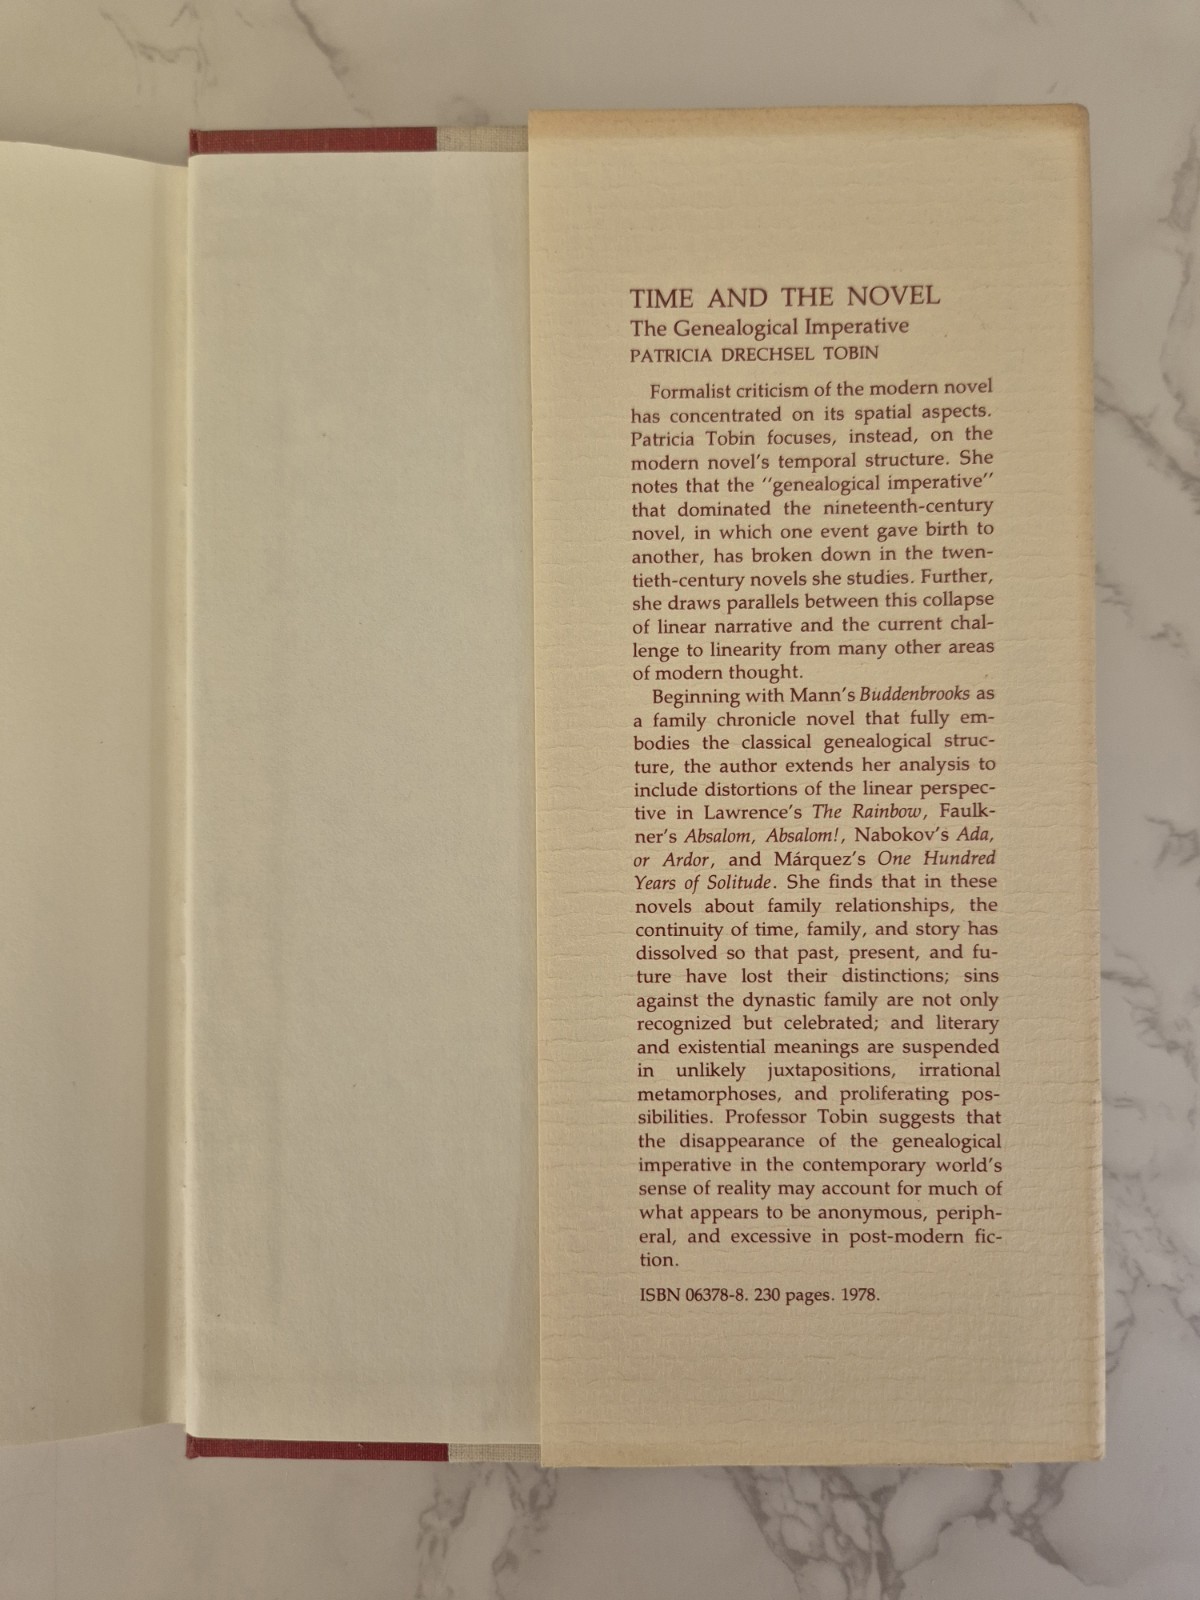 TIME AND THE NOVEL
The Genealogical Imperative
PATRICIA DRECHSEL TOBIN
Formalist criticism of the modern novel
has concentrated on its spatial aspects.
Patricia Tobin focuses, instead, on the
modern novel's temporal structure. She
notes that the "genealogical imperative"
that dominated the nineteenth-century
novel, in which one event gave birth to
another, has broken down in the twen-
tieth-century novels she studies. Further,
she draws parallels between this collapse
of linear narrative and the current chal-
lenge to linearity from many other areas
of modern thought.
Beginning with Mann's Buddenbrooks as
a family chronicle novel that fully em-
bodies the classical genealogical struc-
ture, the author extends her analysis to
include distortions of the linear perspec-
tive in Lawrence's The Rainbow, Faulk-
ner's Absalom, Absalom!, Nabokov's Ada,
or Ardor, and Márquez's One Hundred
Years of Solitude. She finds that in these
novels about family relationships, the
continuity of time, family, and story has
dissolved so that past, present, and fu-
ture have lost their distinctions; sins
against the dynastic family are not only
recognized but celebrated; and literary
and existential meanings are suspended
in unlikely juxtapositions, irrational
metamorphoses, and proliferating pos-
sibilities. Professor Tobin suggests that
the disappearance of the genealogical
imperative in the contemporary world's
sense of reality may account for much of
what appears to be anonymous, periph-
eral, and excessive in post-modern fic-
tion.
ISBN 06378-8. 230 pages. 1978.